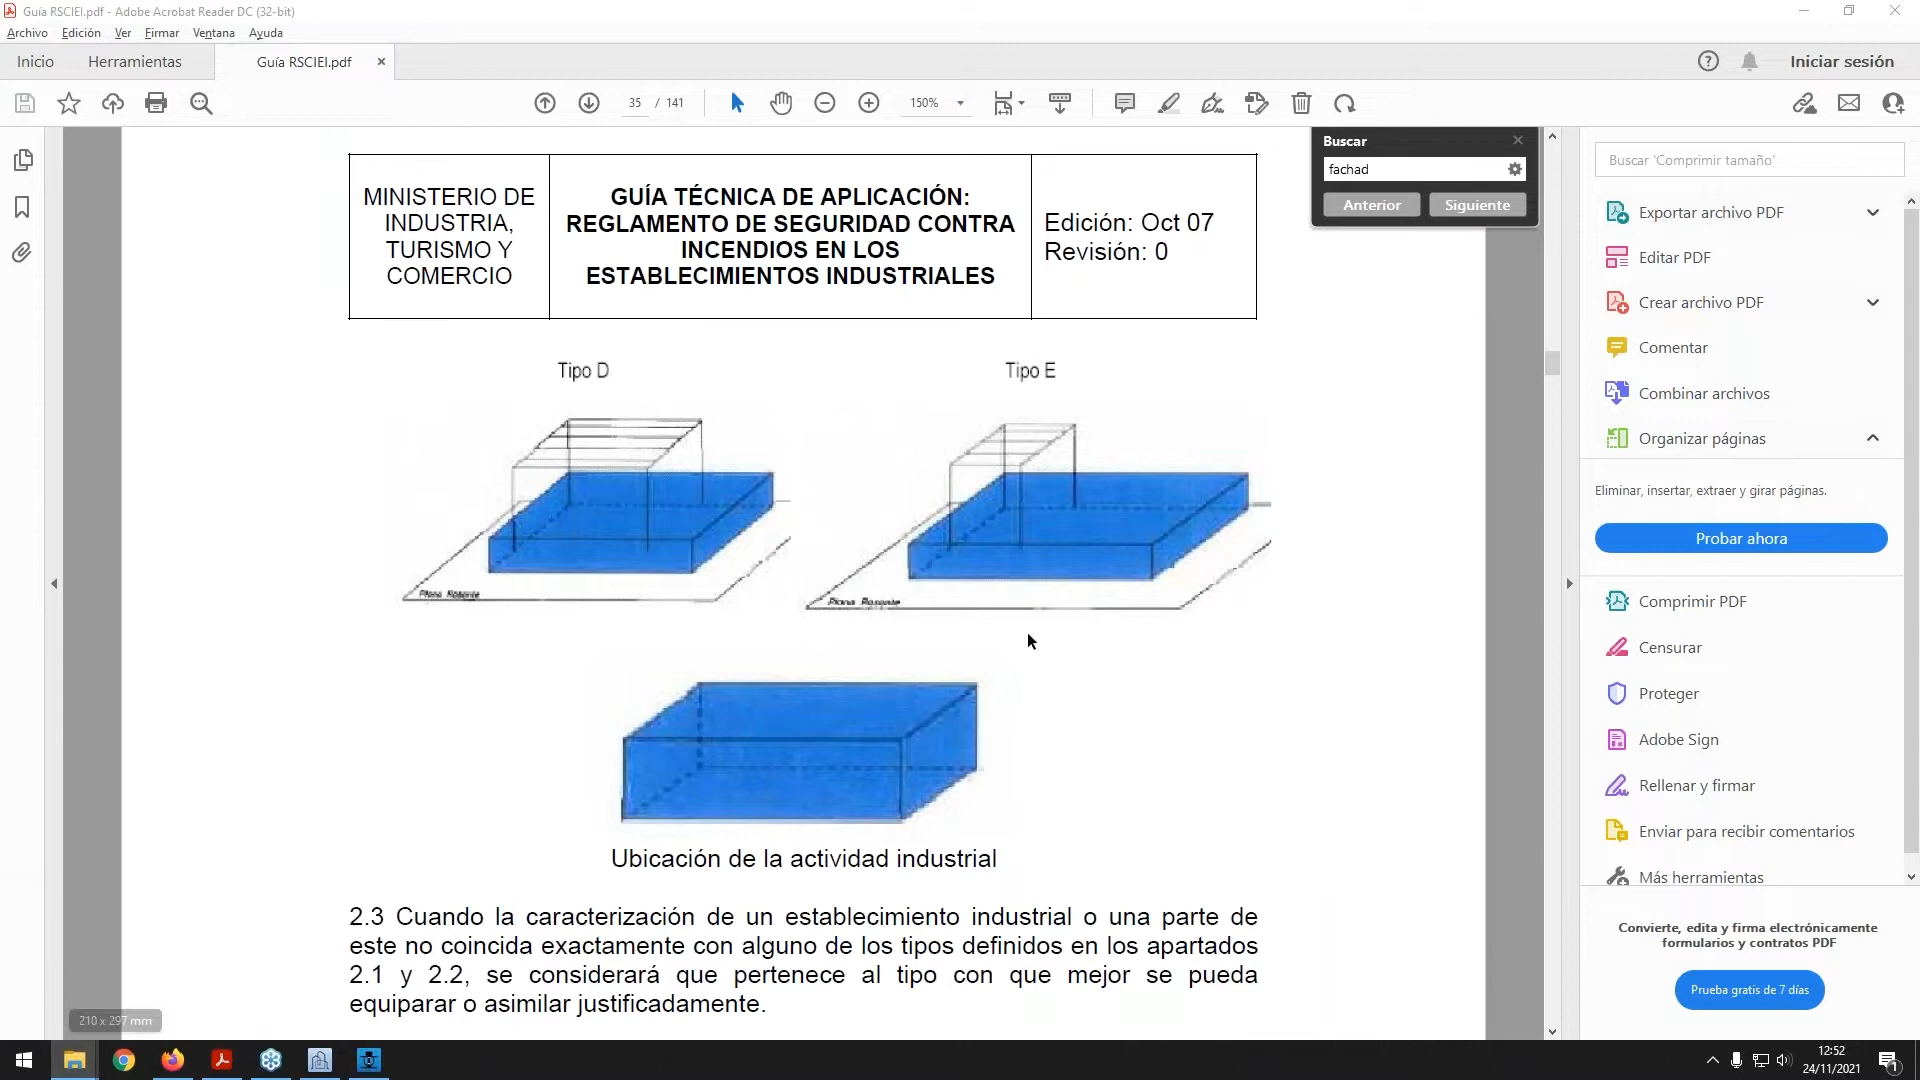 Guía RSCIEI.pdf - Adobe Acrobat Reader DC (32-bit)
Archivo Edición Ver Firmar Ventana Ayuda
Inicio Herramientas Guía RSCIEI.pdf Iniciar sesión
35 / 141 150%
MINISTERIO DE
INDUSTRIA,
TURISMO Y
COMERCIO
GUÍA TÉCNICA DE APLICACIÓN:
REGLAMENTO DE SEGURIDAD CONTRA
INCENDIOS EN LOS
ESTABLECIMIENTOS INDUSTRIALES
Edición: Oct 07
Revisión: 0
Buscar
fachad
Anterior Siguiente
Tipo D Tipo E
Plano Rasante Plano Rasante
Ubicación de la actividad industrial
2.3 Cuando la caracterización de un establecimiento industrial o una parte de
este no coincida exactamente con alguno de los tipos definidos en los apartados
2.1 y 2.2, se considerará que pertenece al tipo con que mejor se pueda
equiparar o asimilar justificadamente.
210 x 297 mm
Buscar 'Comprimir tamaño'
Exportar archivo PDF
Editar PDF
Crear archivo PDF
Comentar
Combinar archivos
Organizar páginas
Eliminar, insertar, extraer y girar páginas.
Probar ahora
Comprimir PDF
Censurar
Proteger
Adobe Sign
Rellenar y firmar
Enviar para recibir comentarios
Más herramientas
Convierte, edita y firma electrónicamente
formularios y contratos PDF
Prueba gratis de 7 días
12:52
24/11/2021
1